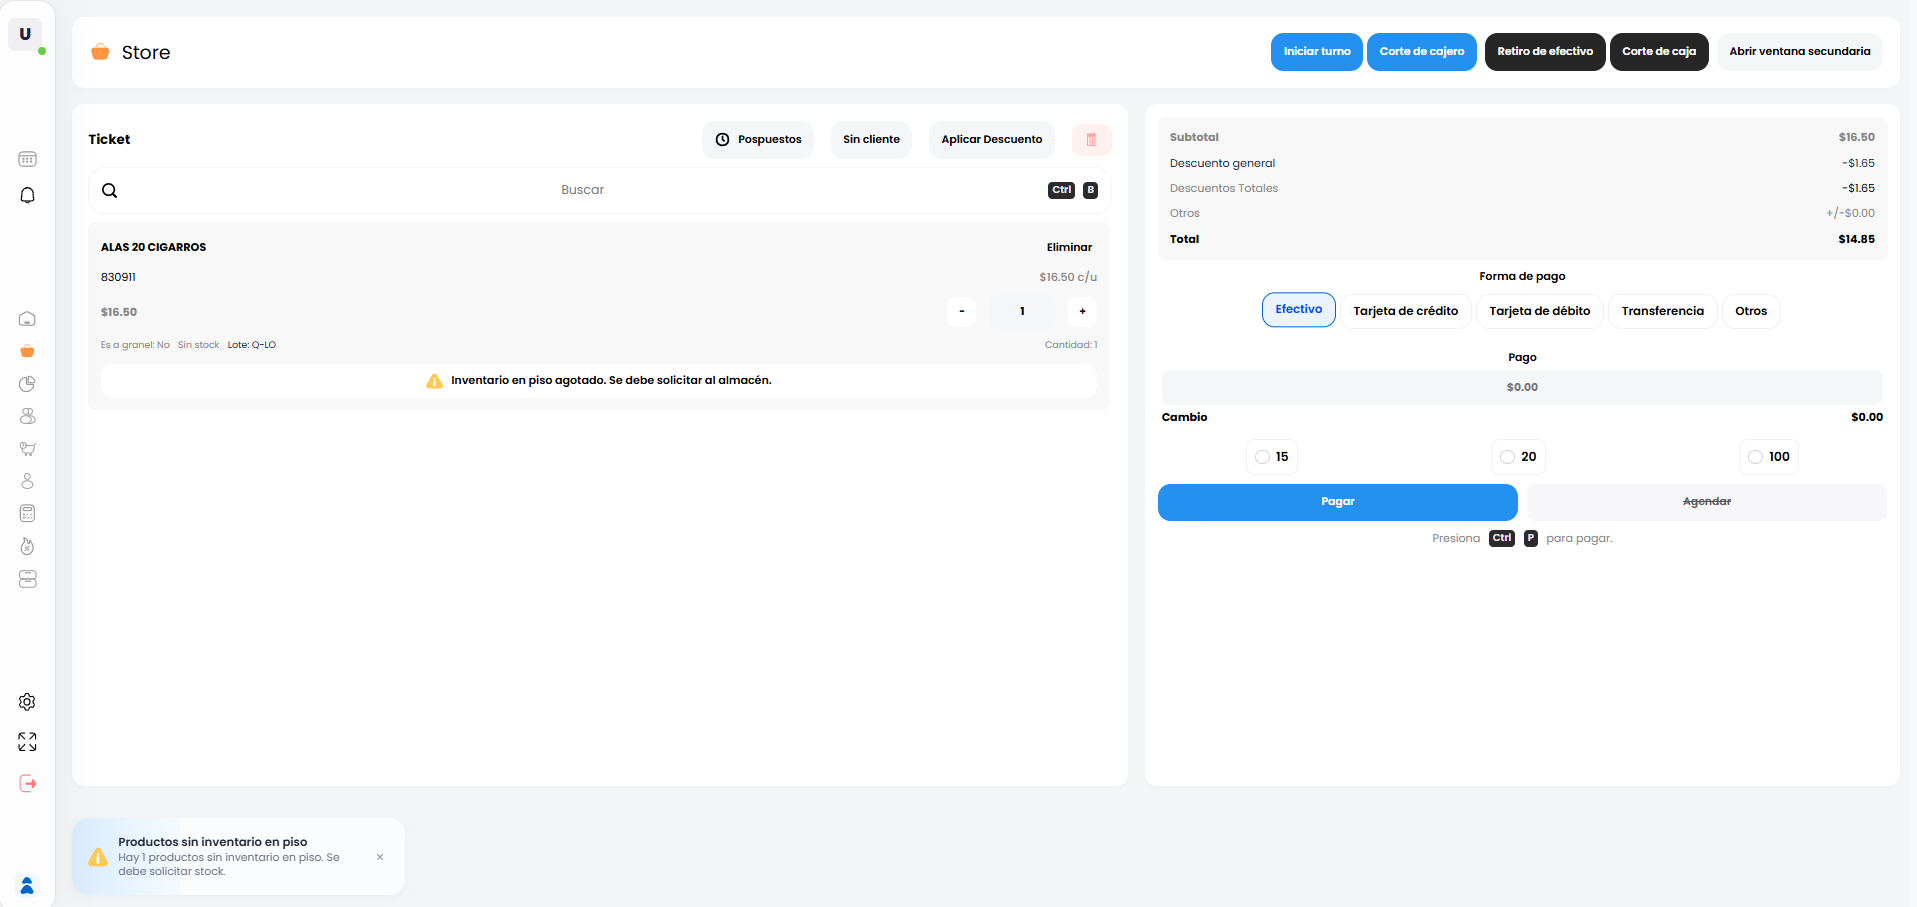 U
Store
Iniciar turno
Corte de cajero
Retiro de efectivo
Corte de caja
Abrir ventana secundaria
Ticket
Pospuestos
Sin cliente
Aplicar Descuento
Buscar
Ctrl B
ALAS 20 CIGARROS
Eliminar
830911
$16.50 c/u
$16.50
- 1 +
Es a granel: No Sin stock Lote: Q-LO
Cantidad: 1
Inventario en piso agotado. Se debe solicitar al almacén.
Subtotal $16.50
Descuento general -$1.65
Descuentos Totales -$1.65
Otros +/-$0.00
Total $14.85
Forma de pago
Efectivo
Tarjeta de crédito
Tarjeta de débito
Transferencia
Otros
Pago
$0.00
Cambio $0.00
15
20
100
Pagar
Agendar
Presiona Ctrl P para pagar.
Productos sin inventario en piso
Hay 1 productos sin inventario en piso. Se
debe solicitar stock.